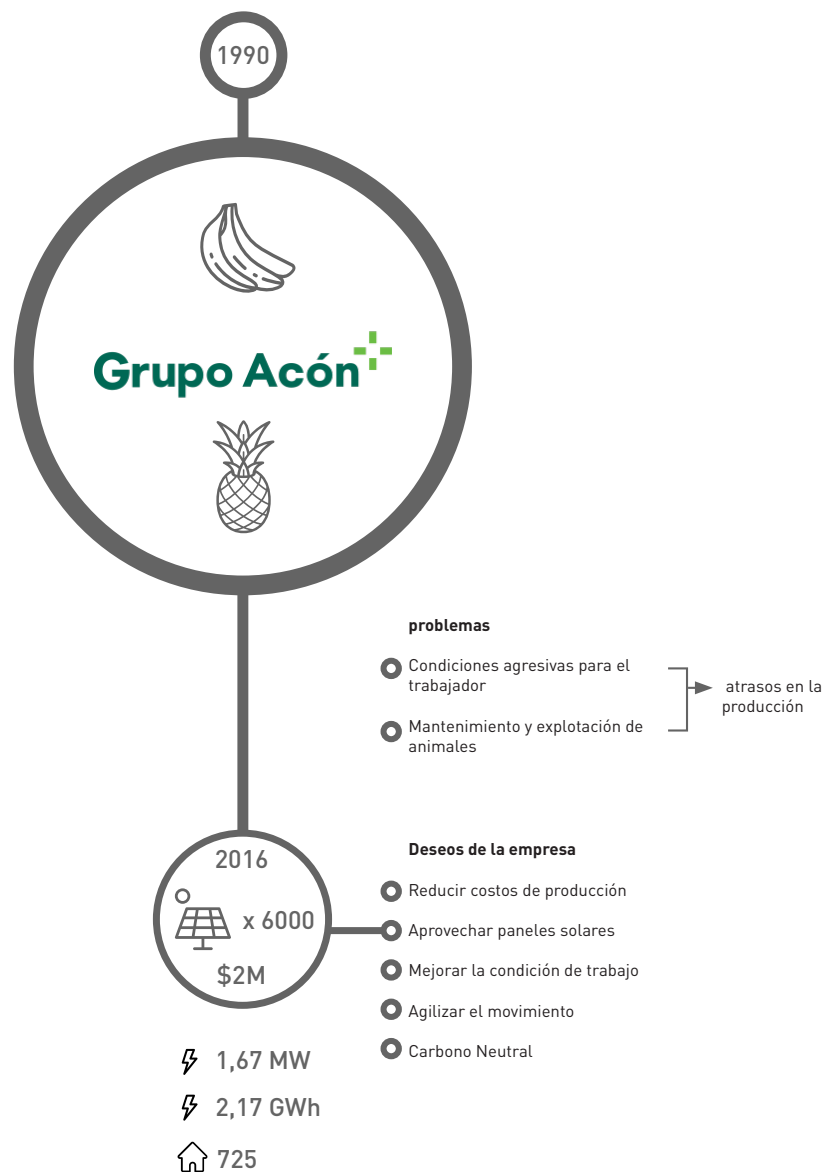 1990
Grupo Acón
problemas
Condiciones agresivas para el
trabajador
Mantenimiento y explotación de
animales
atrasos en la
producción
2016
x 6000
$2M
Deseos de la empresa
Reducir costos de producción
Aprovechar paneles solares
Mejorar la condición de trabajo
Agilizar el movimiento
Carbono Neutral
1,67 MW
2,17 GWh
725